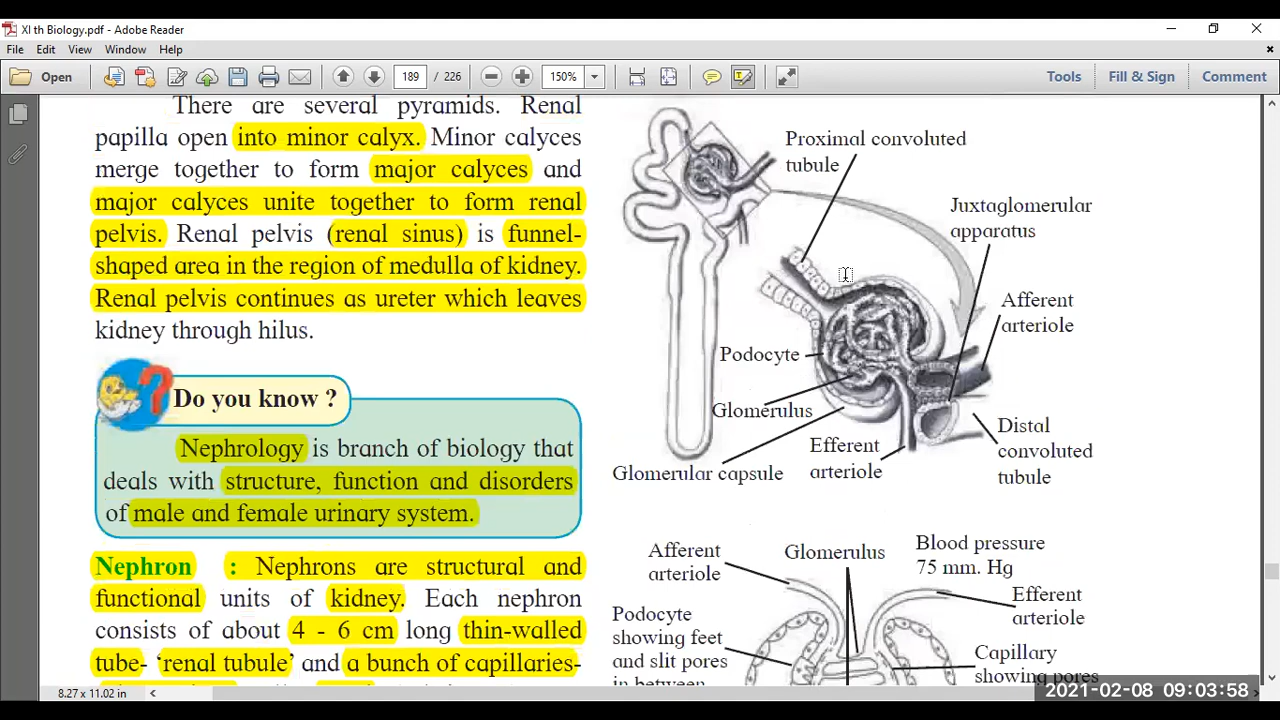 XI th Biology.pdf - Adobe Reader
File Edit View Window Help
Open 189 / 226 150% Tools Fill & Sign Comment
There are several pyramids. Renal
papilla open into minor calyx. Minor calyces
merge together to form major calyces and
major calyces unite together to form renal
pelvis. Renal pelvis (renal sinus) is funnel-
shaped area in the region of medulla of kidney.
Renal pelvis continues as ureter which leaves
kidney through hilus.
Do you know ?
Nephrology is branch of biology that
deals with structure, function and disorders
of male and female urinary system.
Nephron : Nephrons are structural and
functional units of kidney. Each nephron
consists of about 4 - 6 cm long thin-walled
tube- ‘renal tubule’ and a bunch of capillaries-
Proximal convoluted
tubule
Juxtaglomerular
apparatus
Afferent
arteriole
Podocyte
Glomerulus
Efferent
arteriole
Distal
convoluted
tubule
Glomerular capsule
Afferent
arteriole
Glomerulus
Blood pressure
75 mm. Hg
Efferent
arteriole
Podocyte
showing feet
and slit pores
in between
Capillary
showing pores
8.27 x 11.02 in
2021-02-08 09:03:58